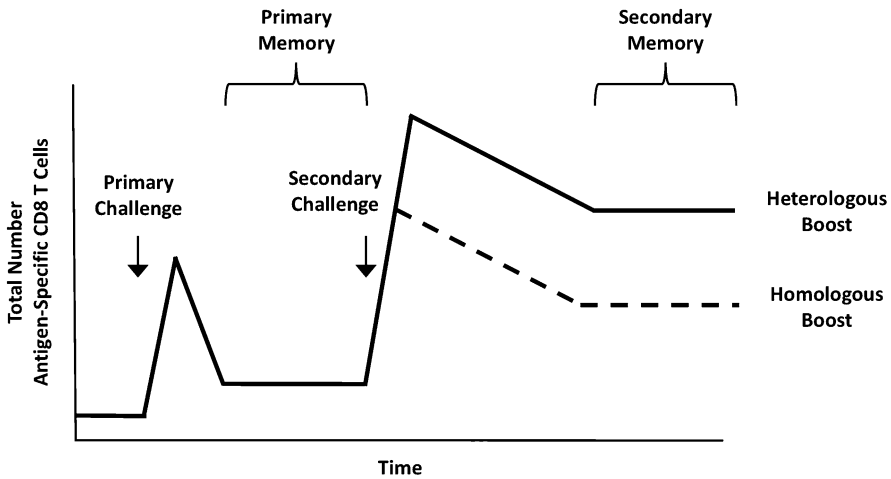 Primary
Memory
Secondary
Memory
Total Number
Antigen-Specific CD8 T Cells
Primary
Challenge
Secondary
Challenge
Heterologous
Boost
Homologous
Boost
Time